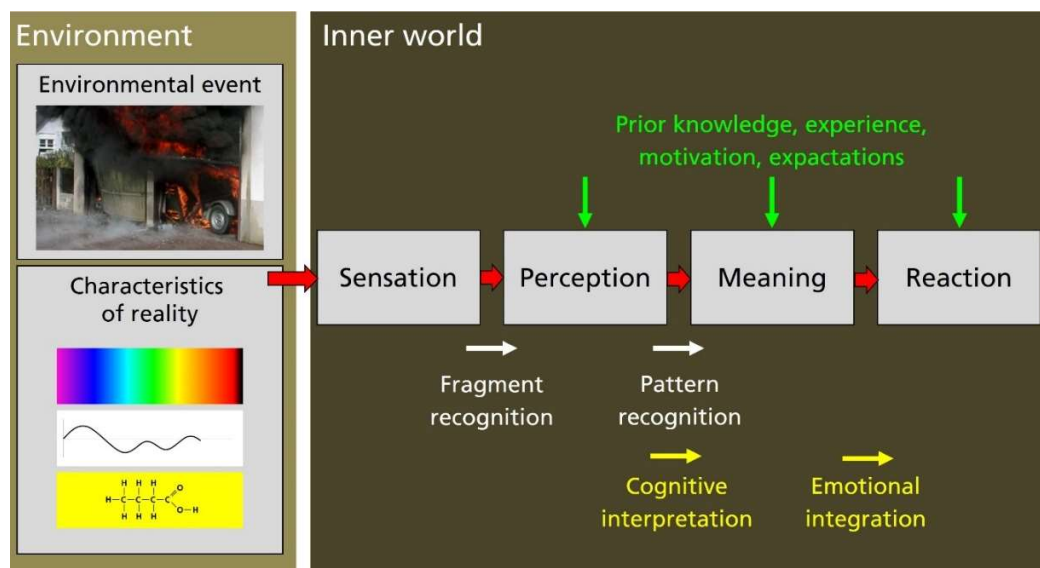 Environment
Environmental event
Characteristics
of reality
H H H
O
H-C-C-C-C
O-H
H H H
Inner world
Prior knowledge, experience,
motivation, expactations
Sensation
Perception
Meaning
Reaction
Fragment
recognition
Pattern
recognition
Cognitive
interpretation
Emotional
integration